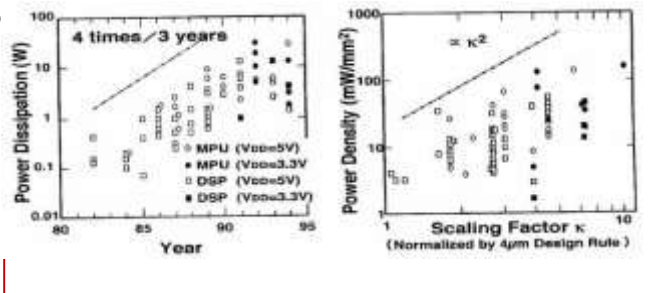 Power Dissipation (W)
100
10
1
0.1
0.01
4 times / 3 years
MPU (VDD=5V)
MPU (VDD=3.3V)
DSP (VDD=5V)
DSP (VDD=3.3V)
80 85 90 95
Year
Power Density (mW/mm²)
1000
100
10
1
∝ κ²
1 10
Scaling Factor κ
(Normalized by 4μm Design Rule )